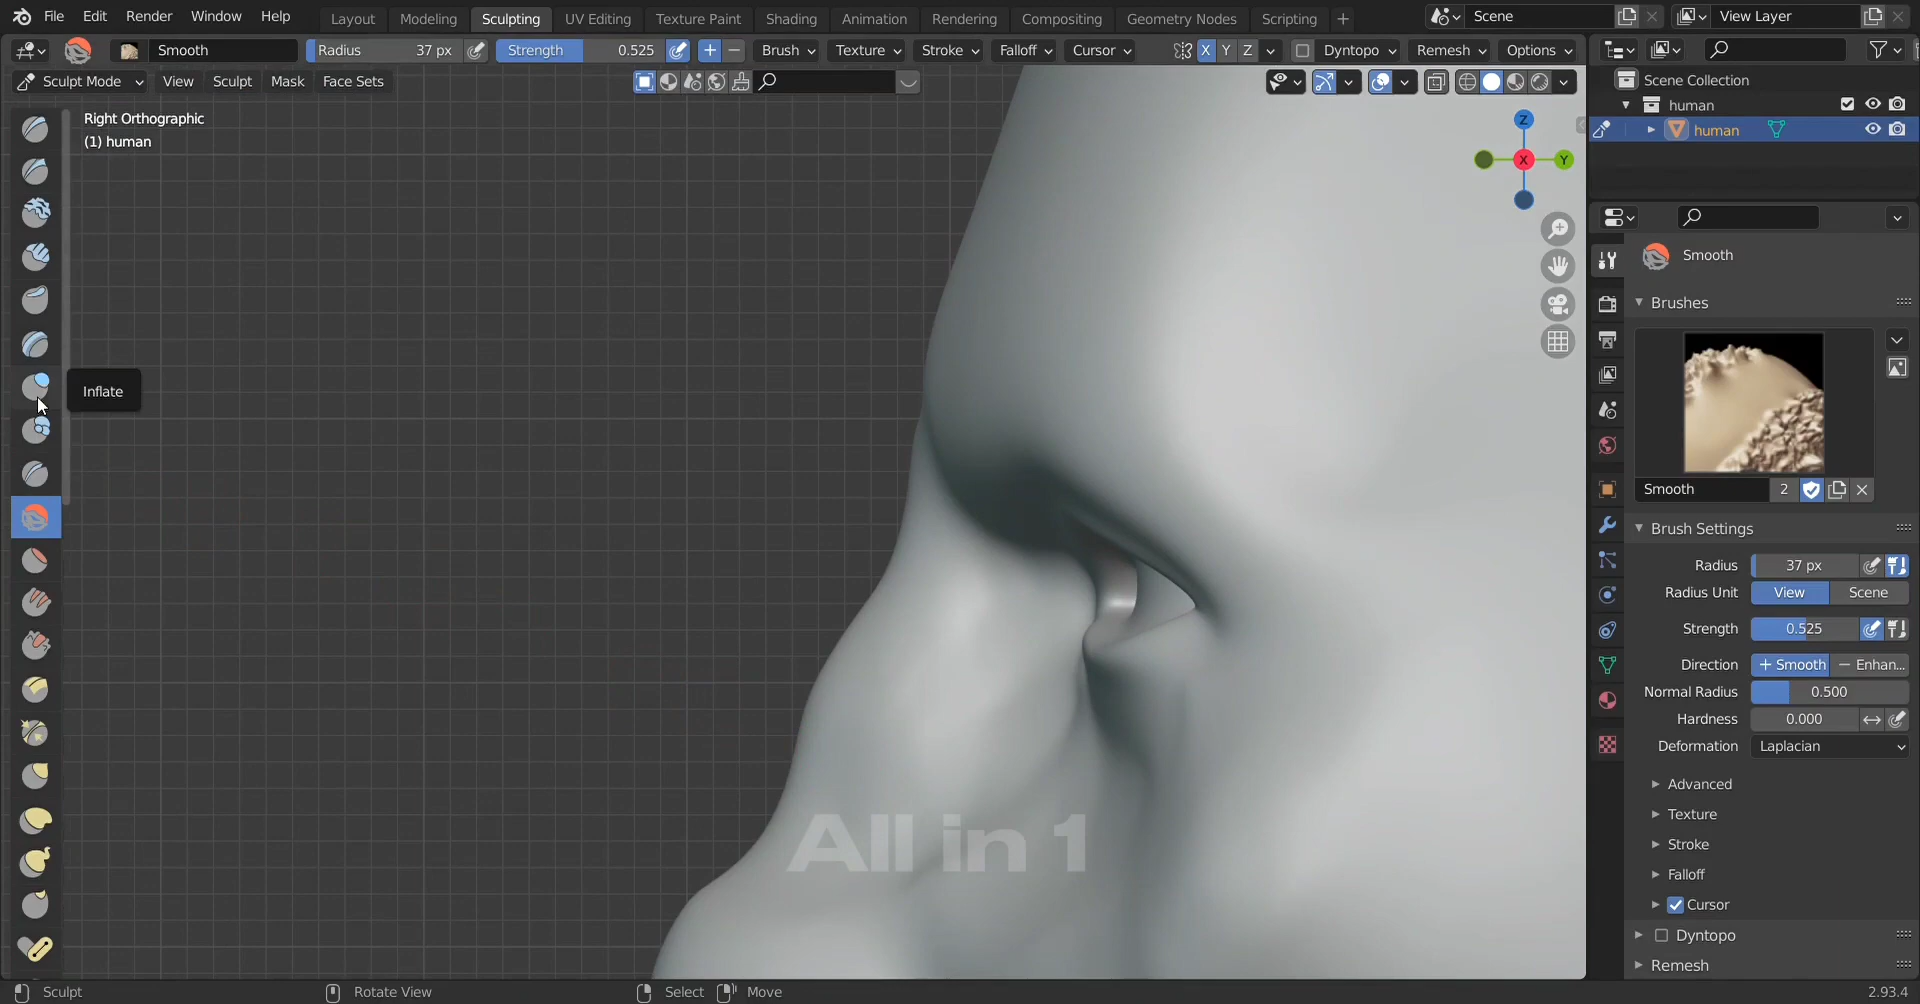 File Edit Render Window Help Layout Modeling Sculpting UV Editing Texture Paint Shading Animation Rendering Compositing Geometry Nodes Scripting + Scene View Layer
Smooth Radius 37 px Strength 0.525 + − Brush Texture Stroke Falloff Cursor X Y Z Dyntopo Remesh Options
Sculpt Mode View Sculpt Mask Face Sets
Scene Collection
human
human
Right Orthographic
(1) human
Z
X
Y
Inflate
Smooth
Brushes
Smooth 2
Brush Settings
Radius 37 px
Radius Unit View Scene
Strength 0.525
Direction + Smooth − Enhan...
Normal Radius 0.500
Hardness 0.000
Deformation Laplacian
Advanced
Texture
Stroke
Falloff
Cursor
Dyntopo
Remesh
All in 1
Sculpt Rotate View Select Move 2.93.4